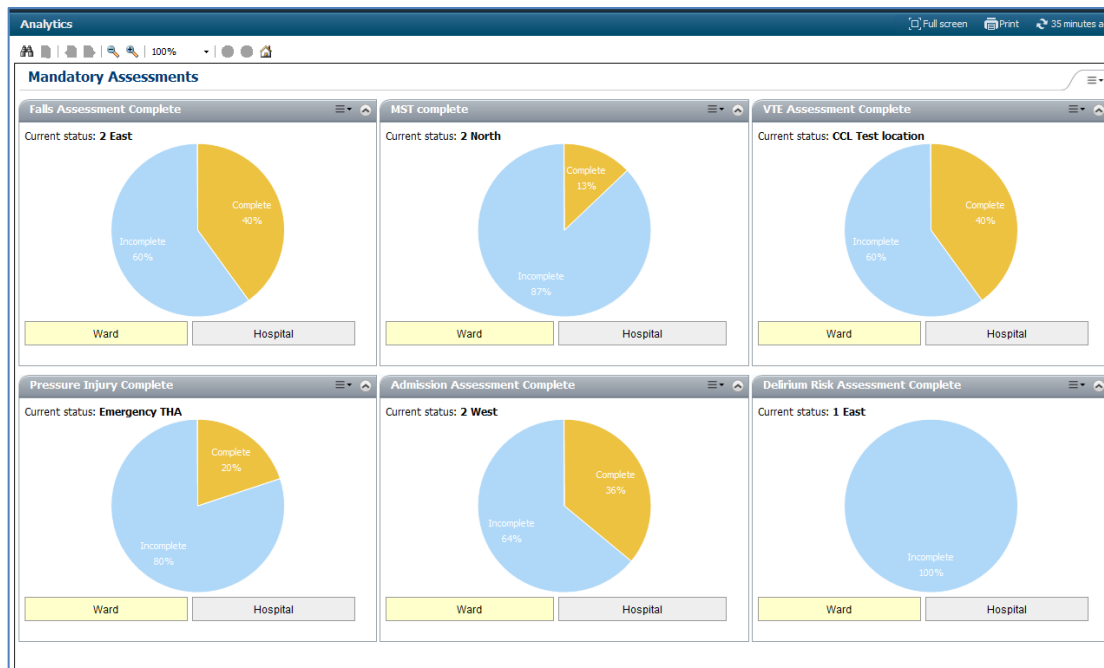 Analytics
Full screen Print 35 minutes a
100%
Mandatory Assessments
Falls Assessment Complete
Current status: 2 East
Complete
40%
Incomplete
60%
Ward Hospital
MST complete
Current status: 2 North
Complete
13%
Incomplete
87%
Ward Hospital
VTE Assessment Complete
Current status: CCL Test location
Complete
40%
Incomplete
60%
Ward Hospital
Pressure Injury Complete
Current status: Emergency THA
Complete
20%
Incomplete
80%
Ward Hospital
Admission Assessment Complete
Current status: 2 West
Complete
36%
Incomplete
64%
Ward Hospital
Delirium Risk Assessment Complete
Current status: 1 East
Incomplete
100%
Ward Hospital